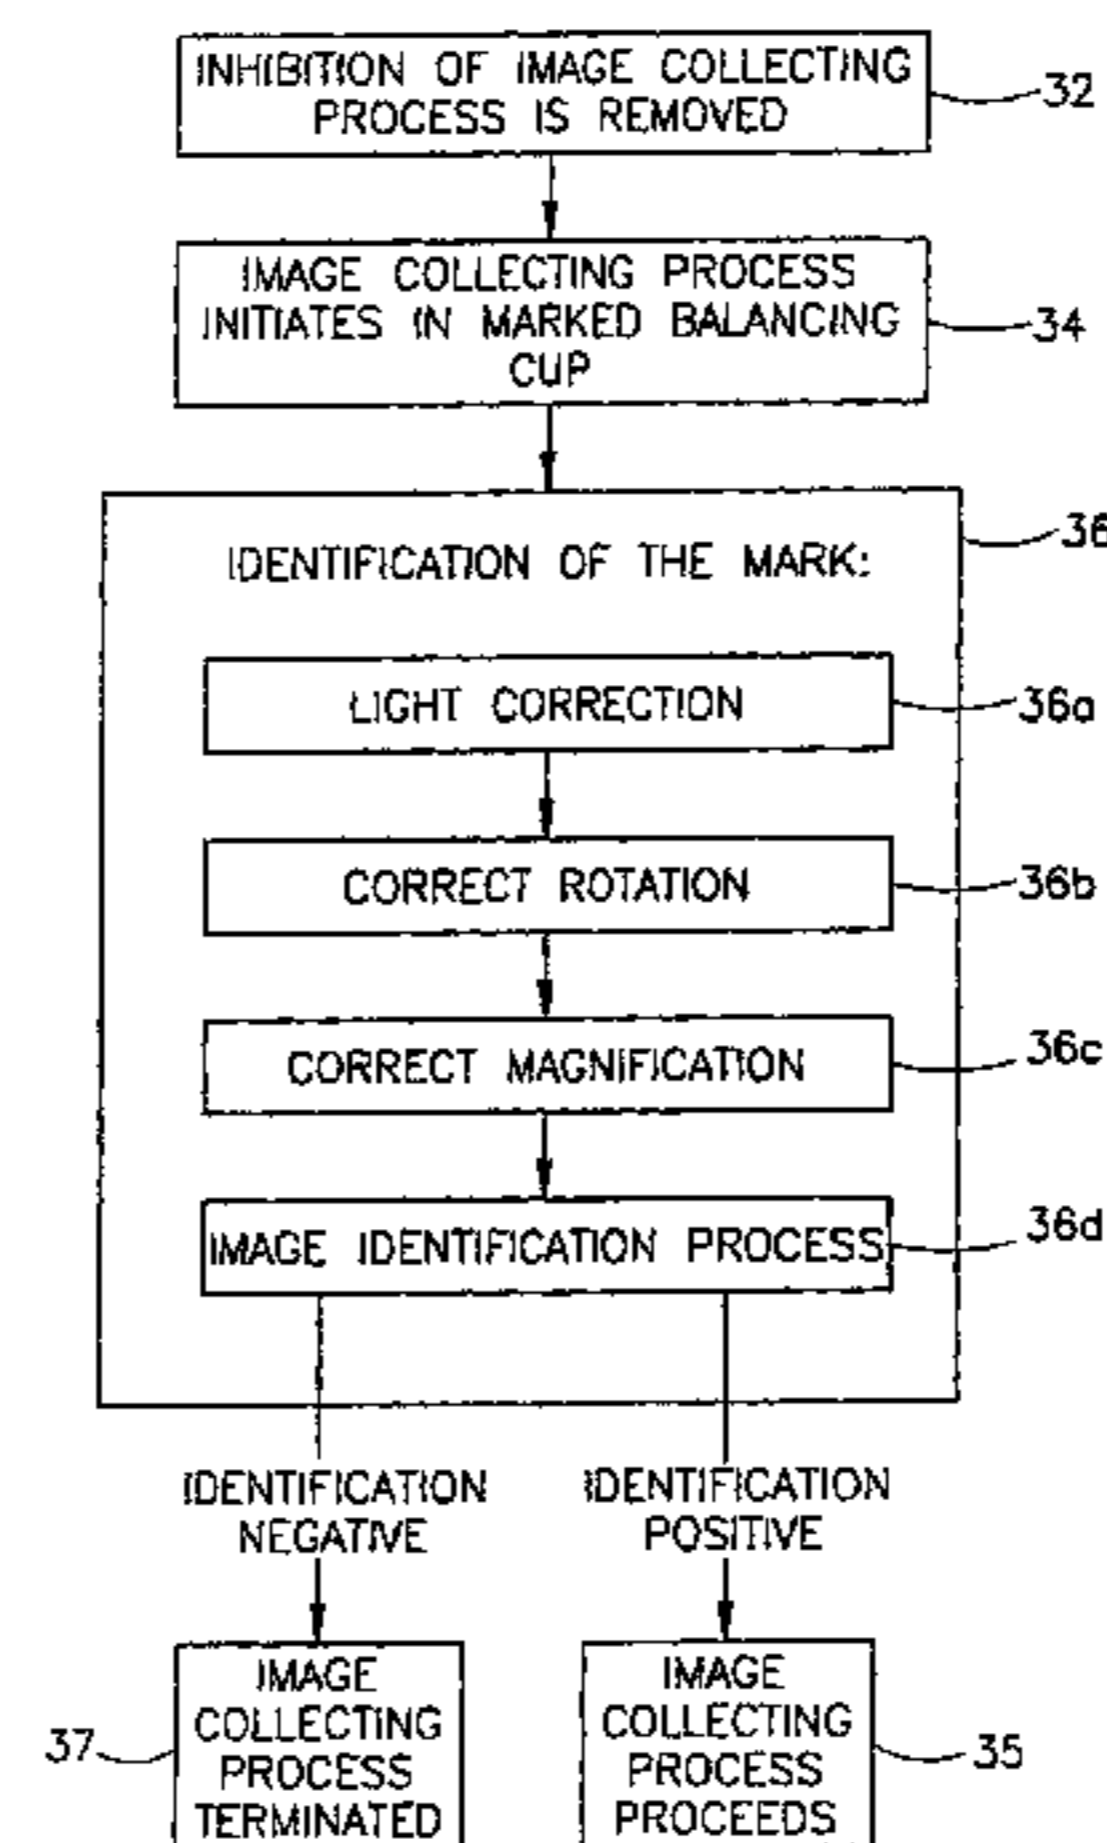 INHIBITION OF IMAGE COLLECTING
PROCESS IS REMOVED
32
IMAGE COLLECTING PROCESS
INITIATES IN MARKED BALANCING
CUP
34
36
IDENTIFICATION OF THE MARK:
LIGHT CORRECTION
36a
CORRECT ROTATION
36b
CORRECT MAGNIFICATION
36c
IMAGE IDENTIFICATION PROCESS
36d
IDENTIFICATION
NEGATIVE
IDENTIFICATION
POSITIVE
37
IMAGE
COLLECTING
PROCESS
TERMINATED
IMAGE
COLLECTING
PROCESS
PROCEEDS
35